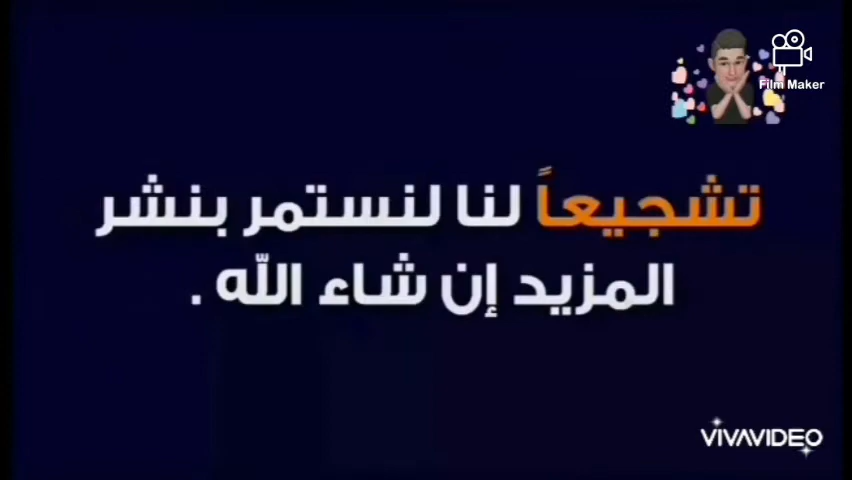 Film Maker
تشجيعاً لنا لنستمر بنشر
المزيد إن شاء الله .
VIVAVIDEO